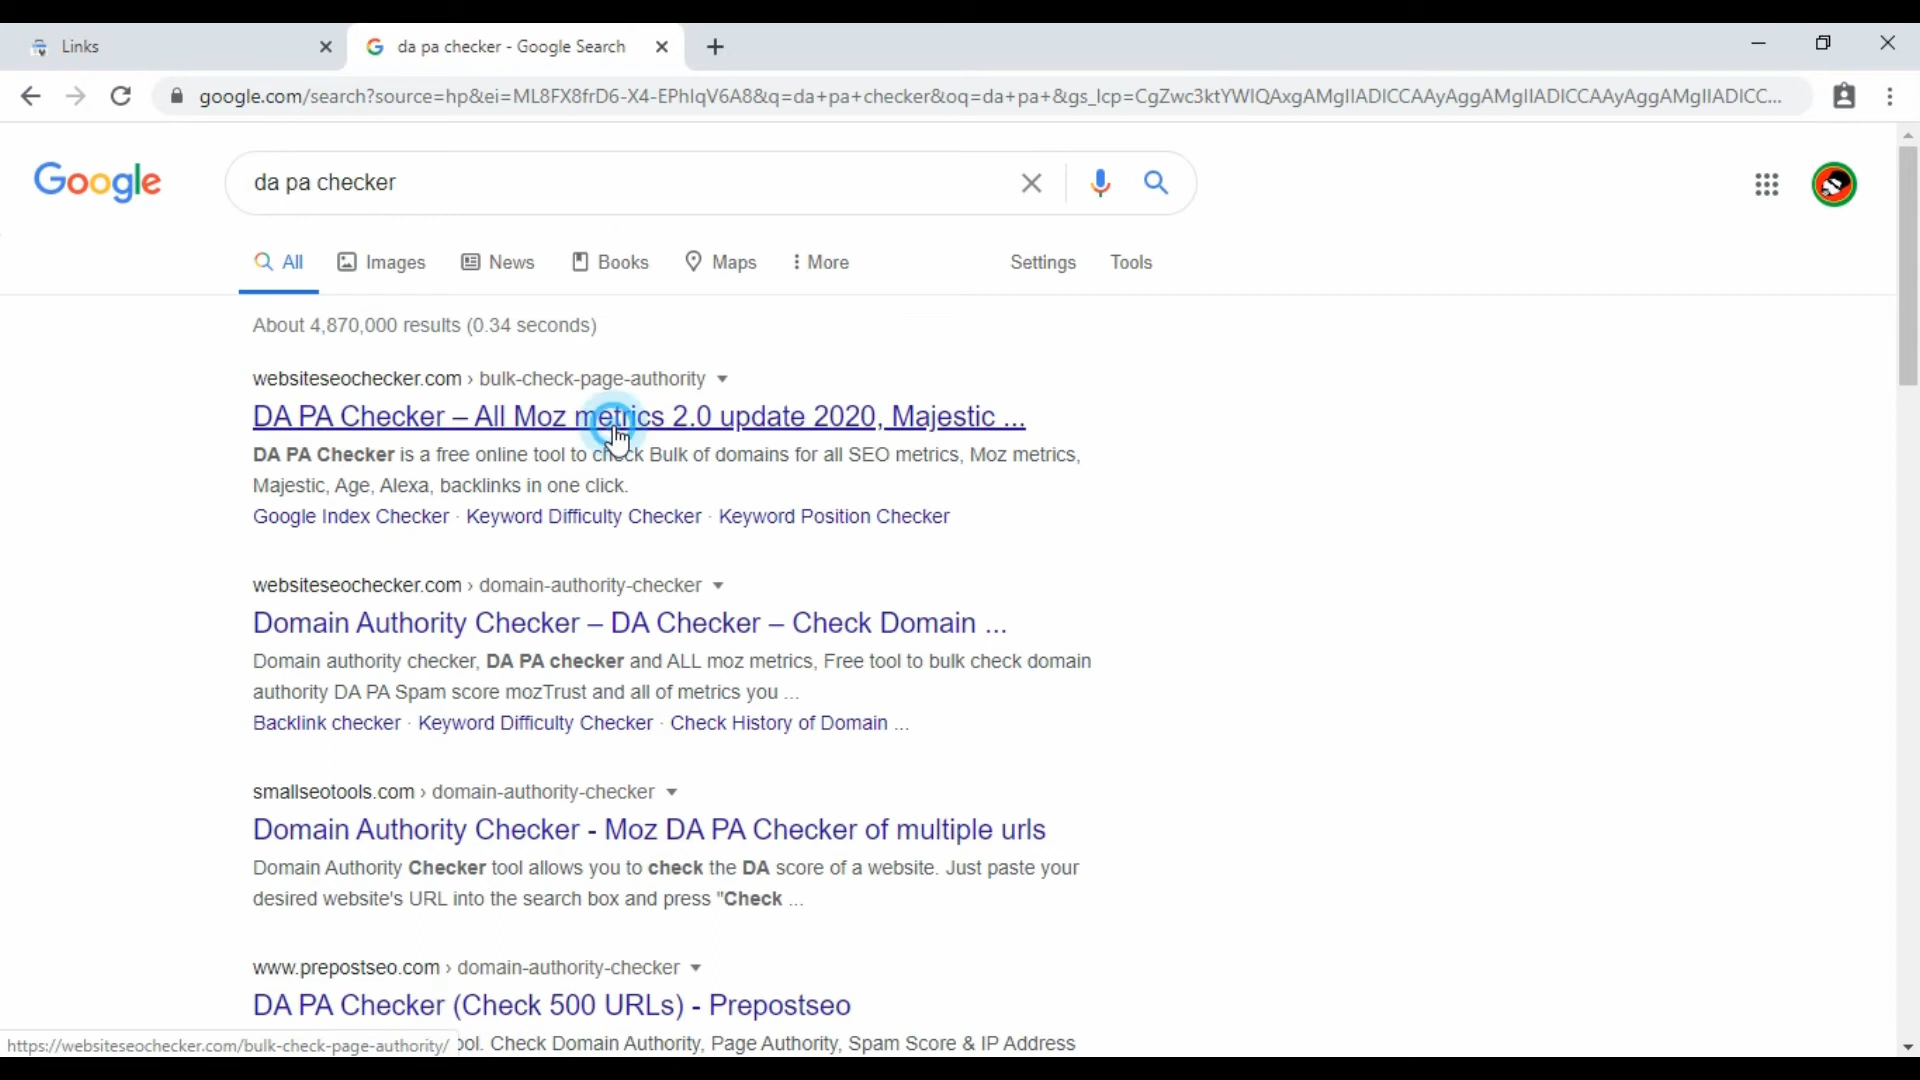 Links
da pa checker - Google Search
google.com/search?source=hp&ei=ML8FX8frD6-X4-EPhIqV6A8&q=da+pa+checker&oq=da+pa+&gs_lcp=CgZwc3ktYWIQAxgAMgIIADICCAAyAggAMgIIADICCAAyAggAMgIIADICC...
Google
da pa checker
All Images News Books Maps More Settings Tools
About 4,870,000 results (0.34 seconds)
websiteseochecker.com › bulk-check-page-authority
DA PA Checker – All Moz metrics 2.0 update 2020, Majestic ...
DA PA Checker is a free online tool to check Bulk of domains for all SEO metrics, Moz metrics,
Majestic, Age, Alexa, backlinks in one click.
Google Index Checker · Keyword Difficulty Checker · Keyword Position Checker
websiteseochecker.com › domain-authority-checker
Domain Authority Checker – DA Checker – Check Domain ...
Domain authority checker, DA PA checker and ALL moz metrics, Free tool to bulk check domain
authority DA PA Spam score mozTrust and all of metrics you ...
Backlink checker · Keyword Difficulty Checker · Check History of Domain ...
smallseotools.com › domain-authority-checker
Domain Authority Checker - Moz DA PA Checker of multiple urls
Domain Authority Checker tool allows you to check the DA score of a website. Just paste your
desired website's URL into the search box and press "Check ...
www.prepostseo.com › domain-authority-checker
DA PA Checker (Check 500 URLs) - Prepostseo
Check Domain Authority, Page Authority, Spam Score & IP Address
https://websiteseochecker.com/bulk-check-page-authority/